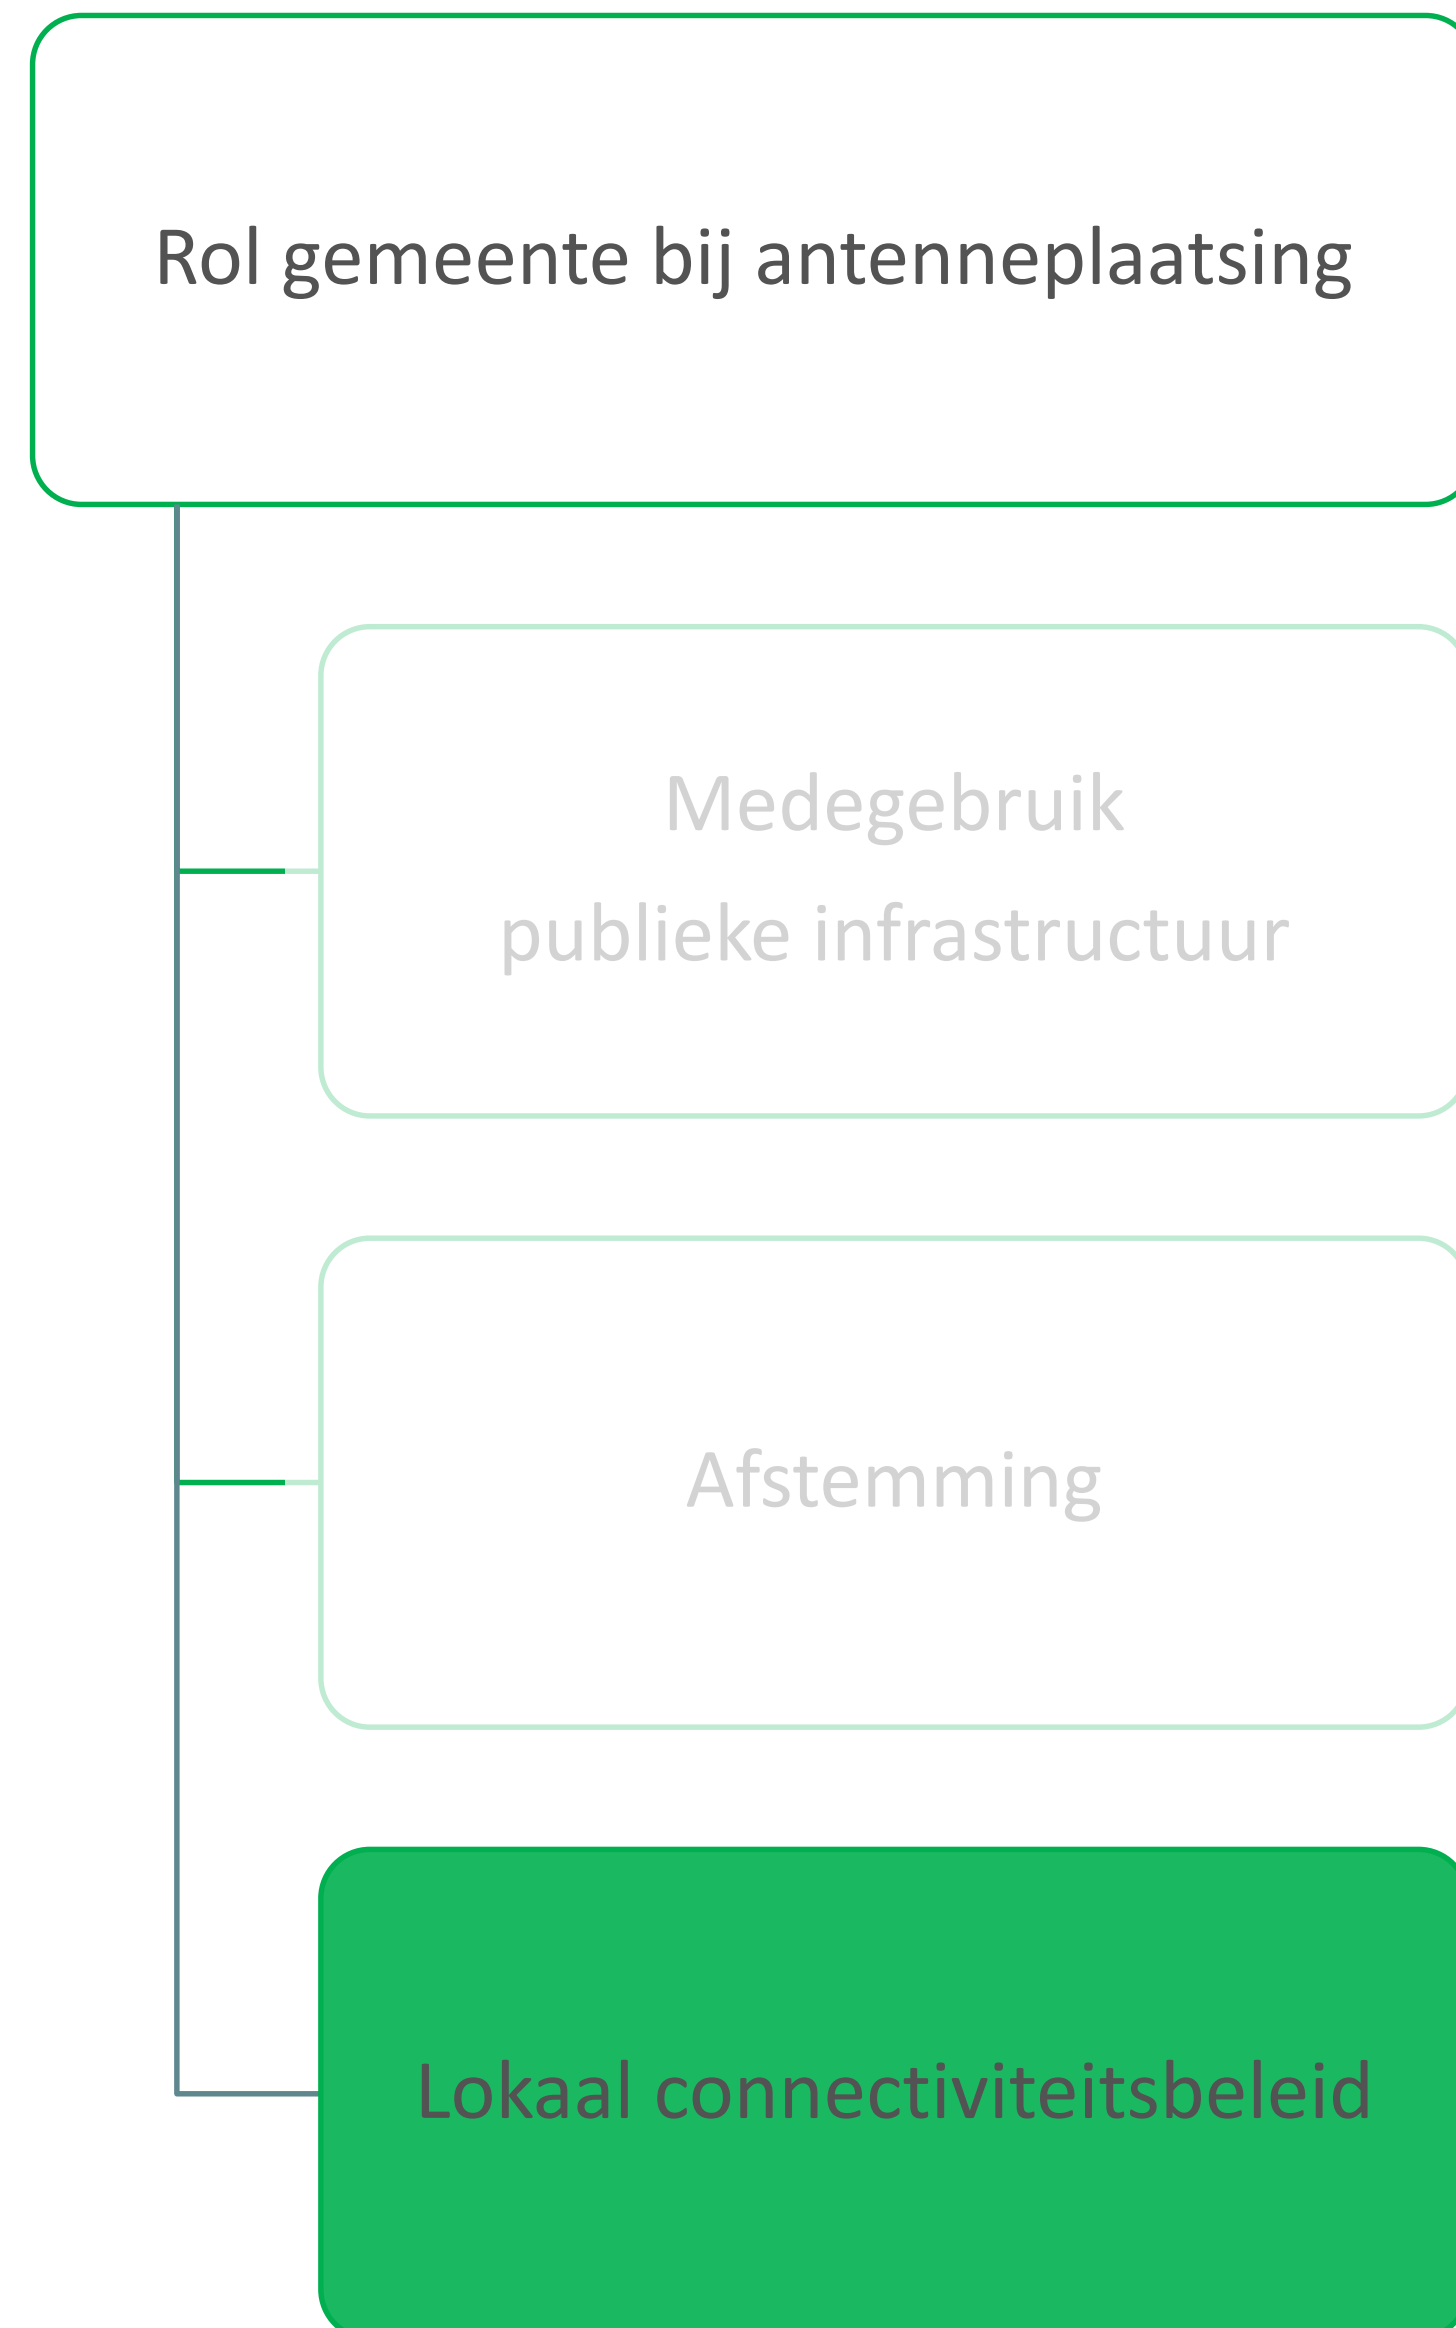 Rol gemeente bij antenneplaatsing
Medegebruik
publieke infrastructuur
Afstemming
Lokaal connectiviteitsbeleid